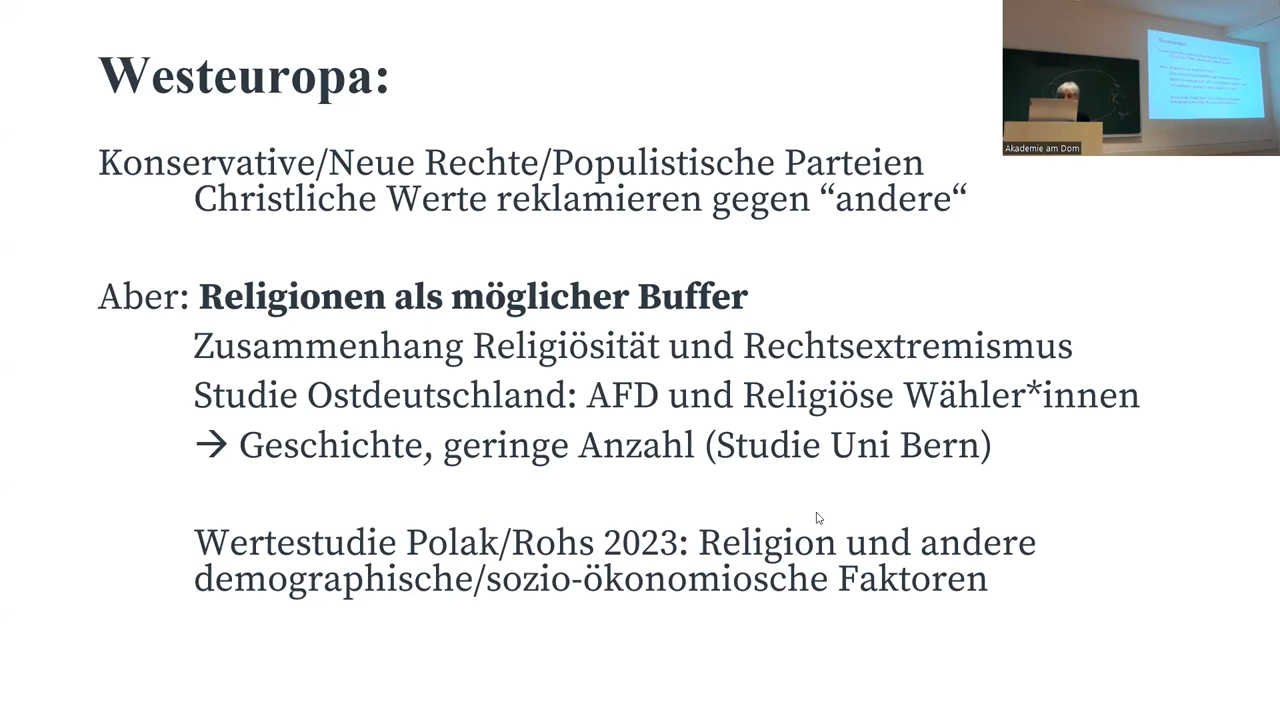 Westeuropa:
Konservative/Neue Rechte/Populistische Parteien
Christliche Werte reklamieren gegen “andere“
Aber: Religionen als möglicher Buffer
Zusammenhang Religiösität und Rechtsextremismus
Studie Ostdeutschland: AFD und Religiöse Wähler*innen
→ Geschichte, geringe Anzahl (Studie Uni Bern)
Wertestudie Polak/Rohs 2023: Religion und andere
demographische/sozio-ökonomiosche Faktoren
Akademie am Dom